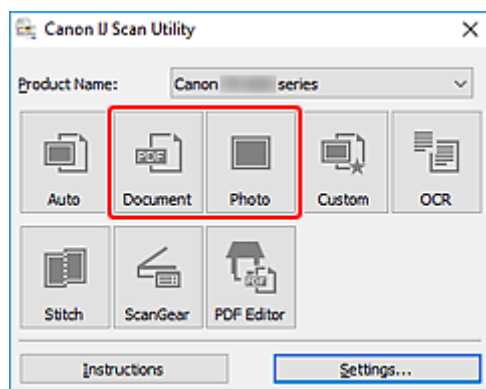 Canon IJ Scan Utility
Product Name: Canon series
Auto Document Photo Custom OCR
PDF
Stitch ScanGear PDF Editor
Instructions Settings...